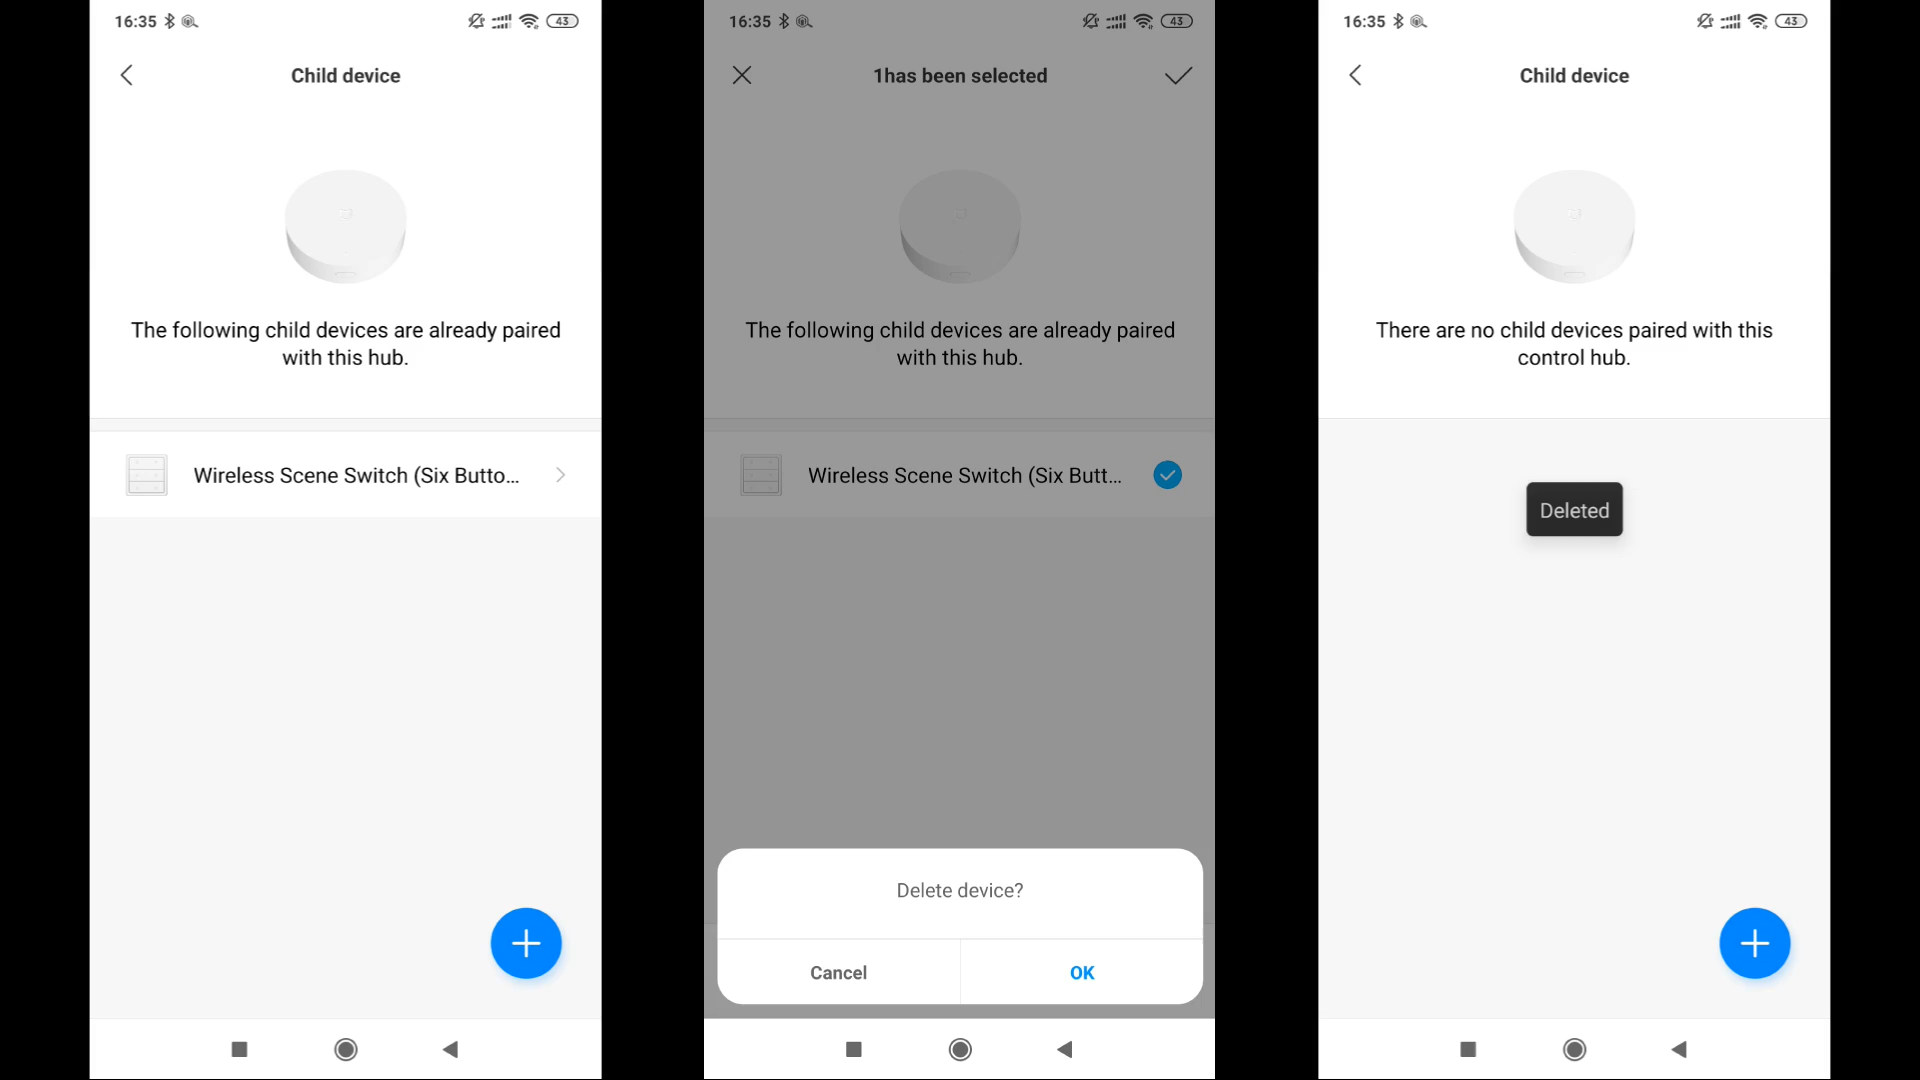 16:35
43
Child device
The following child devices are already paired
with this hub.
Wireless Scene Switch (Six Butto...
16:35
43
1has been selected
The following child devices are already paired
with this hub.
Wireless Scene Switch (Six Butt...
Delete device?
Cancel
OK
16:35
43
Child device
There are no child devices paired with this
control hub.
Deleted